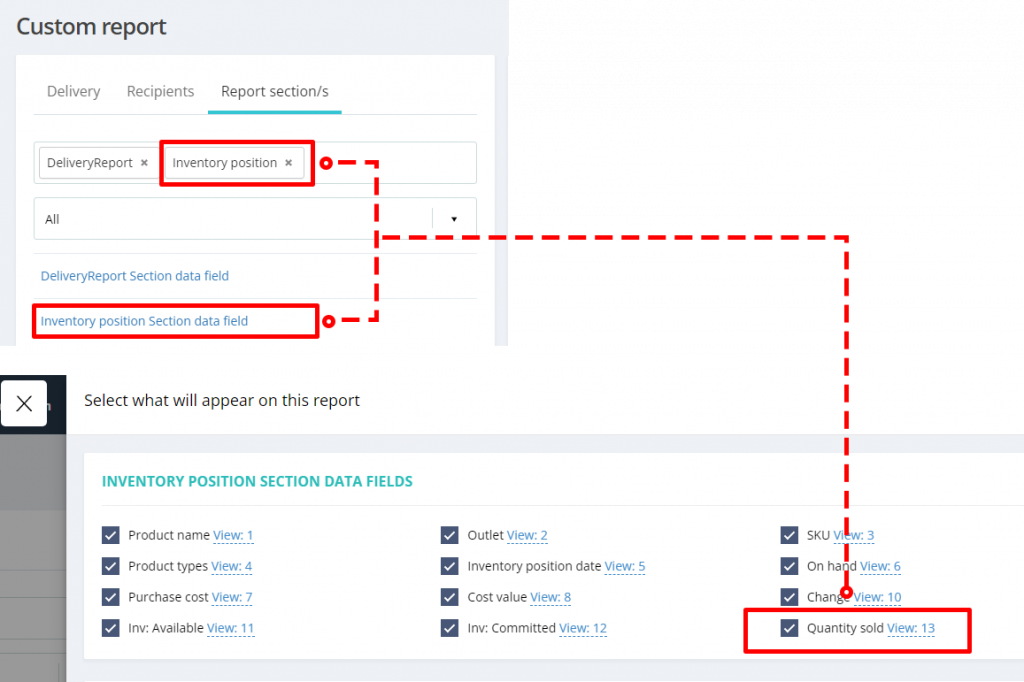 Custom report
Delivery Recipients Report section/s
DeliveryReport × Inventory position ×
All
DeliveryReport Section data field
Inventory position Section data field
Select what will appear on this report
INVENTORY POSITION SECTION DATA FIELDS
Product name View: 1 Outlet View: 2 SKU View: 3
Product types View: 4 Inventory position date View: 5 On hand View: 6
Purchase cost View: 7 Cost value View: 8 Change View: 10
Inv: Available View: 11 Inv: Committed View: 12 Quantity sold View: 13